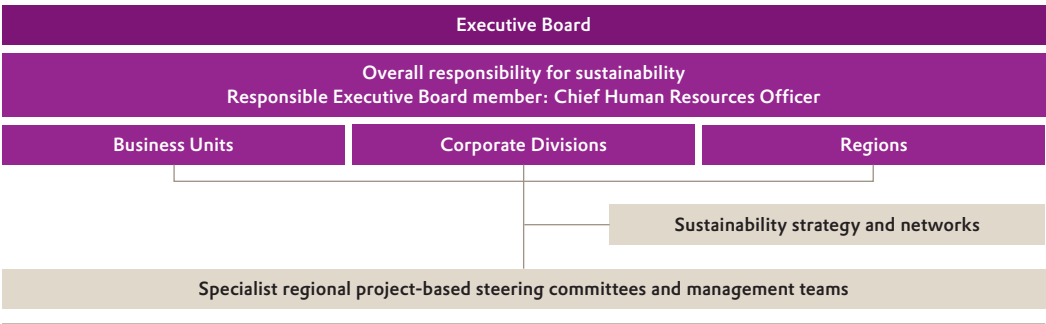 Executive Board
Overall responsibility for sustainability
Responsible Executive Board member: Chief Human Resources Officer
Business Units
Corporate Divisions
Regions
Sustainability strategy and networks
Specialist regional project-based steering committees and management teams